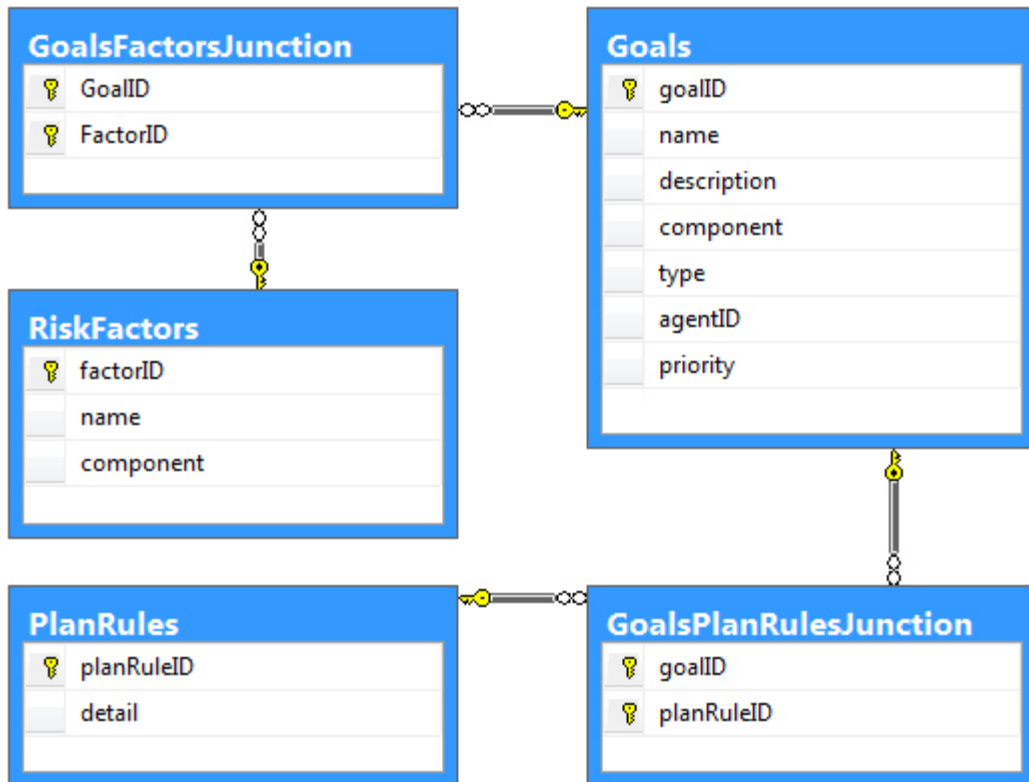 GoalsFactorsJunction
GoalID
FactorID
Goals
goalID
name
description
component
type
agentID
priority
RiskFactors
factorID
name
component
PlanRules
planRuleID
detail
GoalsPlanRulesJunction
goalID
planRuleID